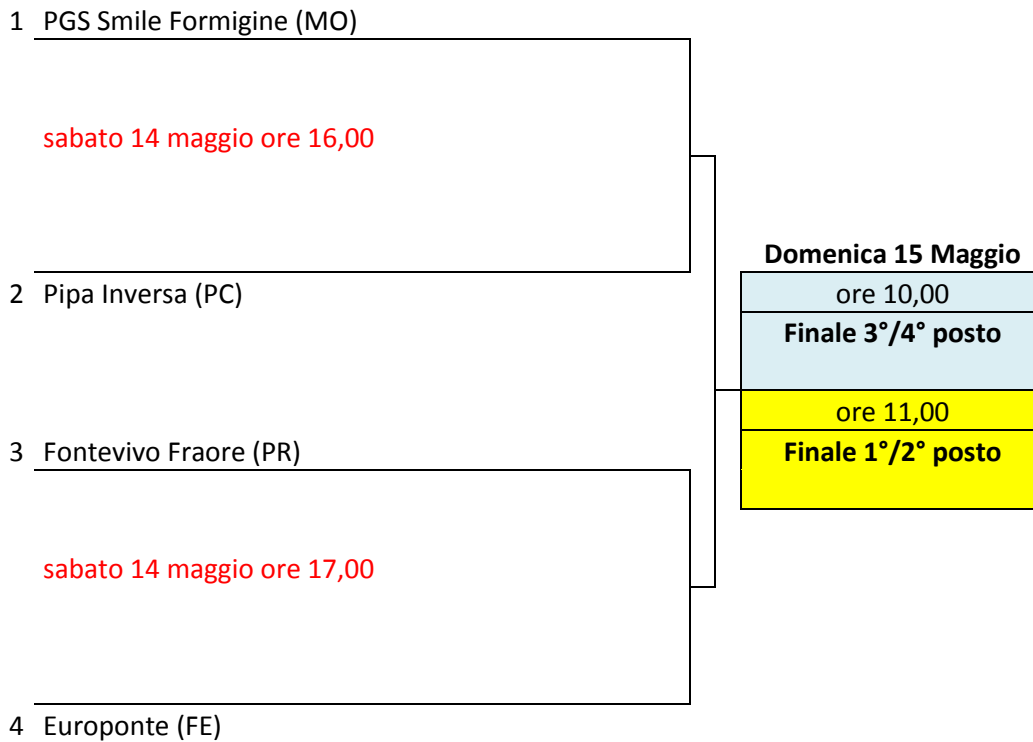 1 PGS Smile Formigine (MO)
sabato 14 maggio ore 16,00
Domenica 15 Maggio
2 Pipa Inversa (PC)
ore 10,00
Finale 3°/4° posto
ore 11,00
3 Fontevivo Fraore (PR)
Finale 1°/2° posto
sabato 14 maggio ore 17,00
4 Europonte (FE)